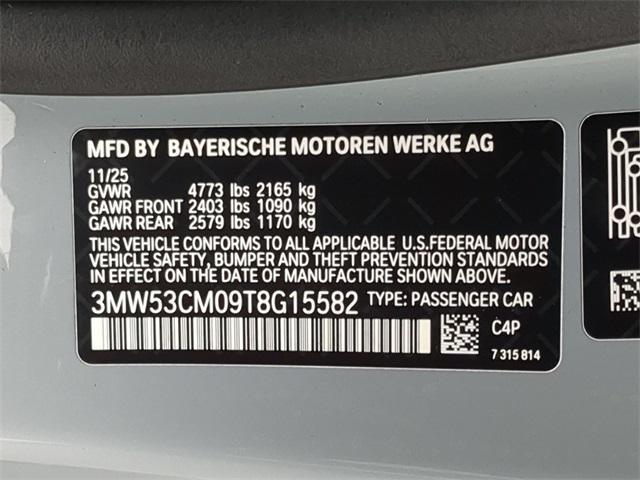 MFD BY BAYERISCHE MOTOREN WERKE AG
11/25
GVWR 4773 lbs 2165 kg
GAWR FRONT 2403 lbs 1090 kg
GAWR REAR 2579 lbs 1170 kg
THIS VEHICLE CONFORMS TO ALL APPLICABLE U.S.FEDERAL MOTOR
VEHICLE SAFETY, BUMPER AND THEFT PREVENTION STANDARDS
IN EFFECT ON THE DATE OF MANUFACTURE SHOWN ABOVE.
3MW53CM09T8G15582 TYPE: PASSENGER CAR
C4P
7 315 814